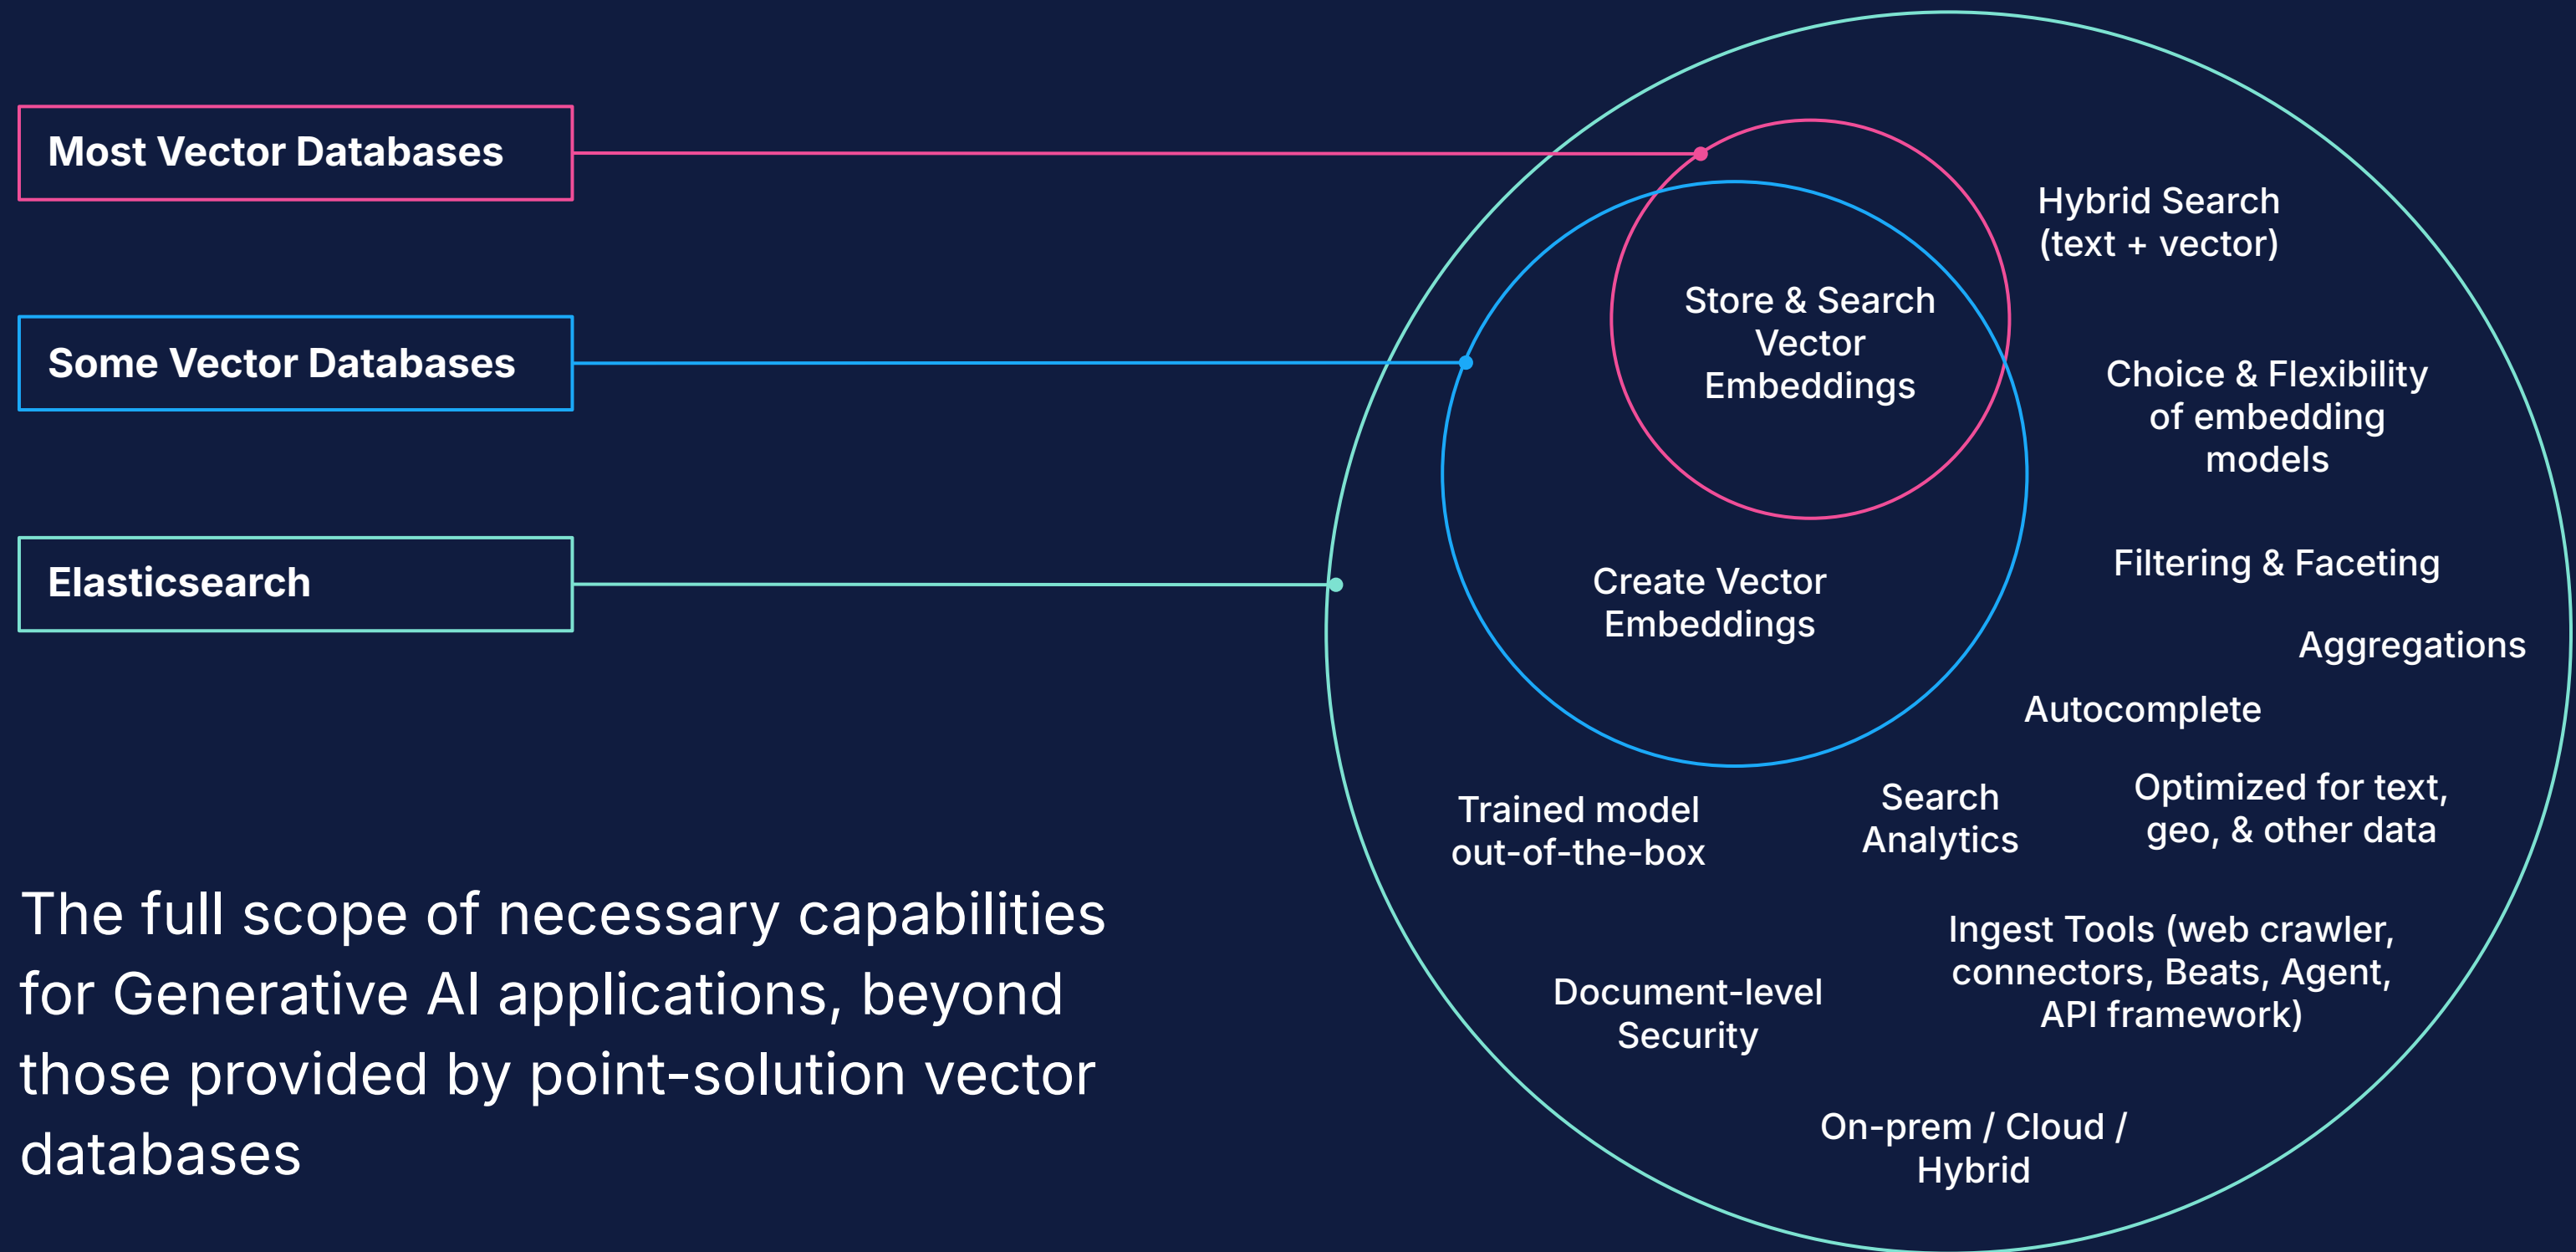 Most Vector Databases
Some Vector Databases
Elasticsearch
The full scope of necessary capabilities
for Generative AI applications, beyond
those provided by point-solution vector
databases
Store & Search
Vector
Embeddings
Create Vector
Embeddings
Hybrid Search
(text + vector)
Choice & Flexibility
of embedding
models
Filtering & Faceting
Aggregations
Autocomplete
Trained model
out-of-the-box
Search
Analytics
Optimized for text,
geo, & other data
Document-level
Security
Ingest Tools (web crawler,
connectors, Beats, Agent,
API framework)
On-prem / Cloud /
Hybrid